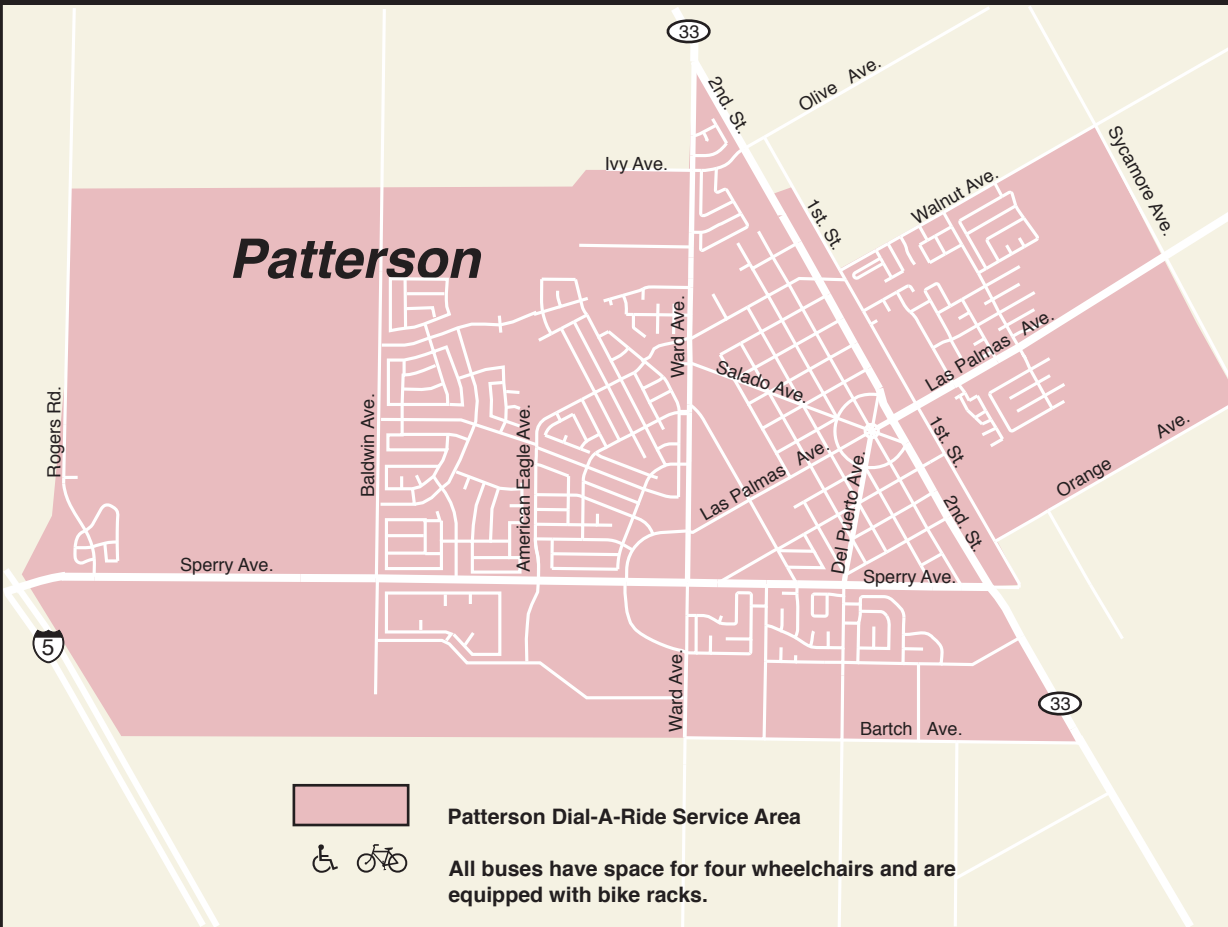 33
2nd. St.
Olive Ave.
Sycamore Ave.
Ivy Ave.
Walnut Ave.
1st. St.
Patterson
Ward Ave.
Las Palmas Ave.
Salado Ave.
Rogers Rd.
Baldwin Ave.
American Eagle Ave.
Las Palmas Ave.
Del Puerto Ave.
1st. St.
Orange Ave.
2nd. St.
Sperry Ave.
Sperry Ave.
5
Ward Ave.
33
Bartch Ave.
Patterson Dial-A-Ride Service Area
All buses have space for four wheelchairs and are
equipped with bike racks.